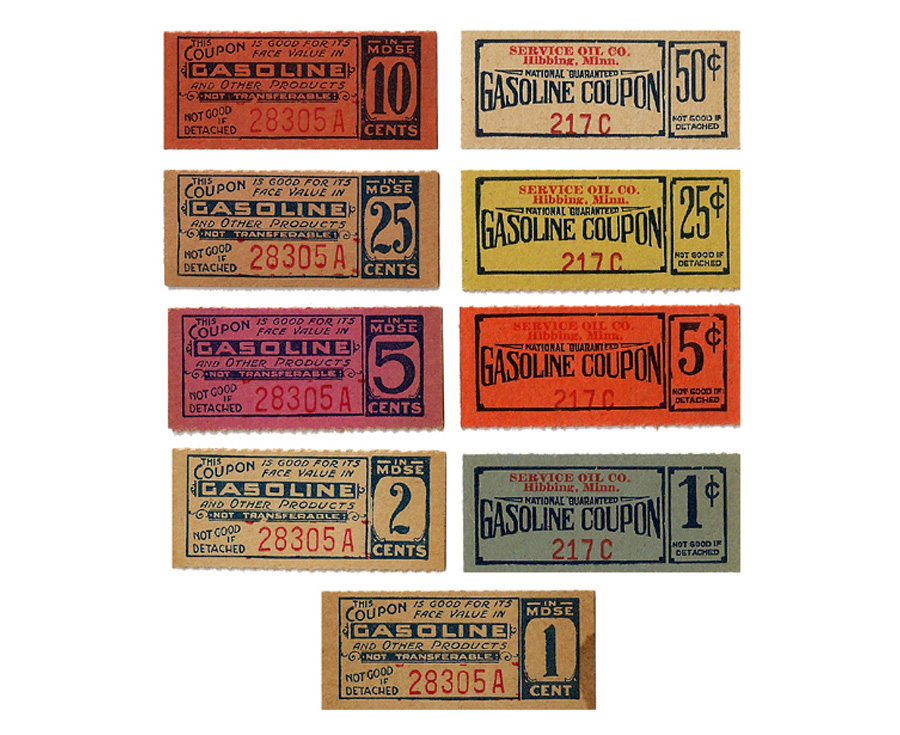 THIS COUPON IS GOOD FOR ITS
FACE VALUE IN
GASOLINE
AND OTHER PRODUCTS
NOT TRANSFERABLE
NOT GOOD IF DETACHED
28305A
IN MDSE
10
CENTS
SERVICE OIL CO.
Hibbing, Minn.
NATIONAL GUARANTEED
GASOLINE COUPON
217C
50¢
NOT GOOD IF
DETACHED
THIS COUPON IS GOOD FOR ITS
FACE VALUE IN
GASOLINE
AND OTHER PRODUCTS
NOT TRANSFERABLE
NOT GOOD IF DETACHED
28305A
IN MDSE
25
CENTS
SERVICE OIL CO.
Hibbing, Minn.
NATIONAL GUARANTEED
GASOLINE COUPON
217C
25¢
NOT GOOD IF
DETACHED
THIS COUPON IS GOOD FOR ITS
FACE VALUE IN
GASOLINE
AND OTHER PRODUCTS
NOT TRANSFERABLE
NOT GOOD IF DETACHED
28305A
IN MDSE
5
CENTS
SERVICE OIL CO.
Hibbing, Minn.
NATIONAL GUARANTEED
GASOLINE COUPON
217C
5¢
NOT GOOD IF
DETACHED
THIS COUPON IS GOOD FOR ITS
FACE VALUE IN
GASOLINE
AND OTHER PRODUCTS
NOT TRANSFERABLE
NOT GOOD IF DETACHED
28305A
IN MDSE
2
CENTS
SERVICE OIL CO.
Hibbing, Minn.
NATIONAL GUARANTEED
GASOLINE COUPON
217C
1¢
NOT GOOD IF
DETACHED
THIS COUPON IS GOOD FOR ITS
FACE VALUE IN
GASOLINE
AND OTHER PRODUCTS
NOT TRANSFERABLE
NOT GOOD IF DETACHED
28305A
IN MDSE
1
CENT